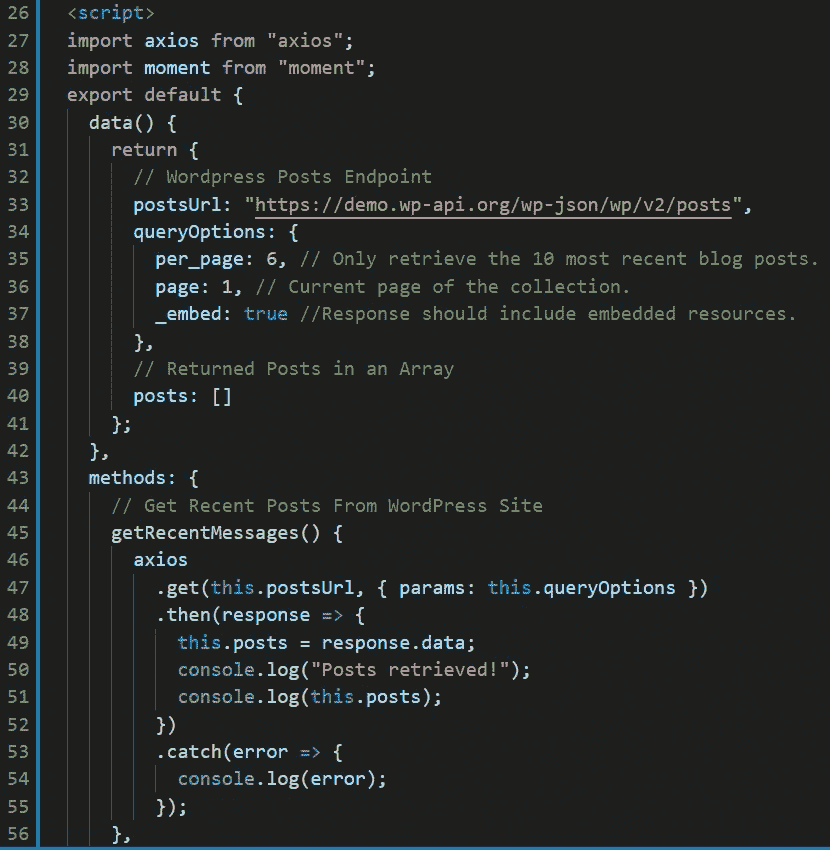 26 <script>
27 import axios from "axios";
28 import moment from "moment";
29 export default {
30   data() {
31     return {
32       // Wordpress Posts Endpoint
33       postsUrl: "https://demo.wp-api.org/wp-json/wp/v2/posts",
34       queryOptions: {
35         per_page: 6, // Only retrieve the 10 most recent blog posts.
36         page: 1, // Current page of the collection.
37         _embed: true //Response should include embedded resources.
38       },
39       // Returned Posts in an Array
40       posts: []
41     };
42   },
43   methods: {
44     // Get Recent Posts From WordPress Site
45     getRecentMessages() {
46       axios
47         .get(this.postsUrl, { params: this.queryOptions })
48         .then(response => {
49           this.posts = response.data;
50           console.log("Posts retrieved!");
51           console.log(this.posts);
52         })
53         .catch(error => {
54           console.log(error);
55         });
56     },